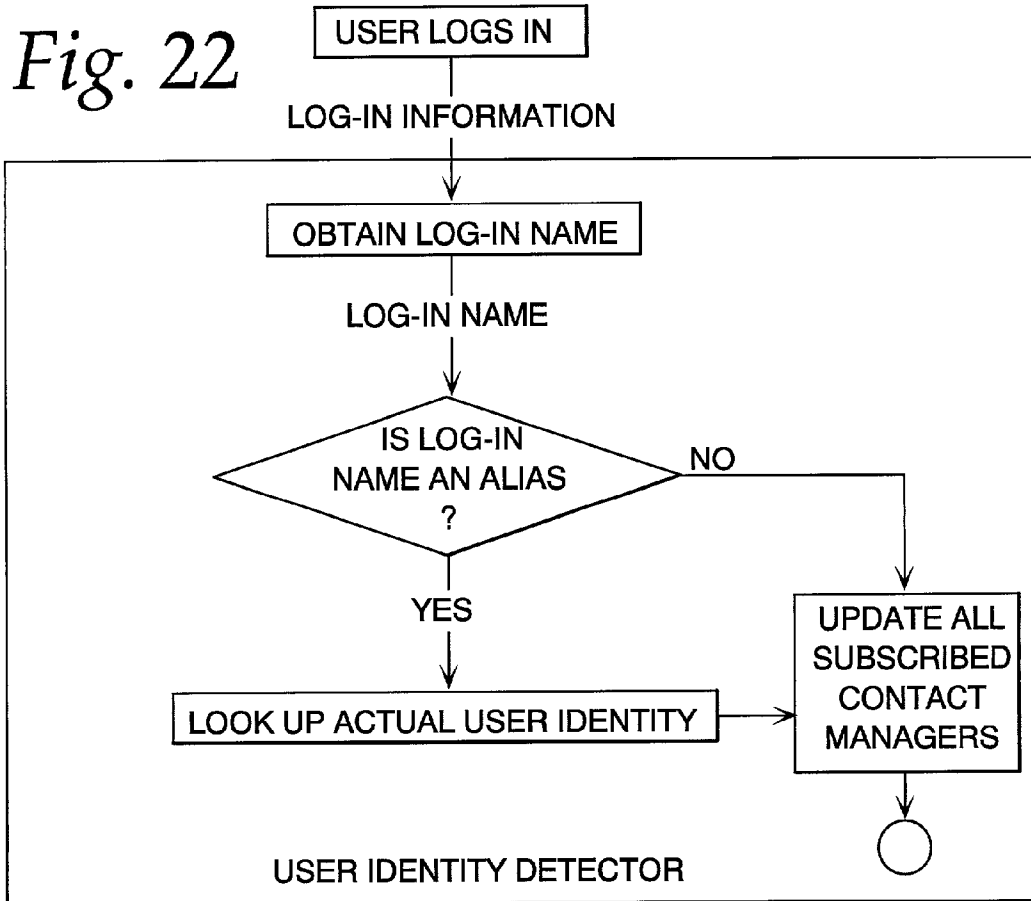 Fig. 22
USER LOGS IN
LOG-IN INFORMATION
OBTAIN LOG-IN NAME
LOG-IN NAME
IS LOG-IN
NAME AN ALIAS
?
NO
YES
UPDATE ALL
SUBSCRIBED
CONTACT
MANAGERS
LOOK UP ACTUAL USER IDENTITY
USER IDENTITY DETECTOR